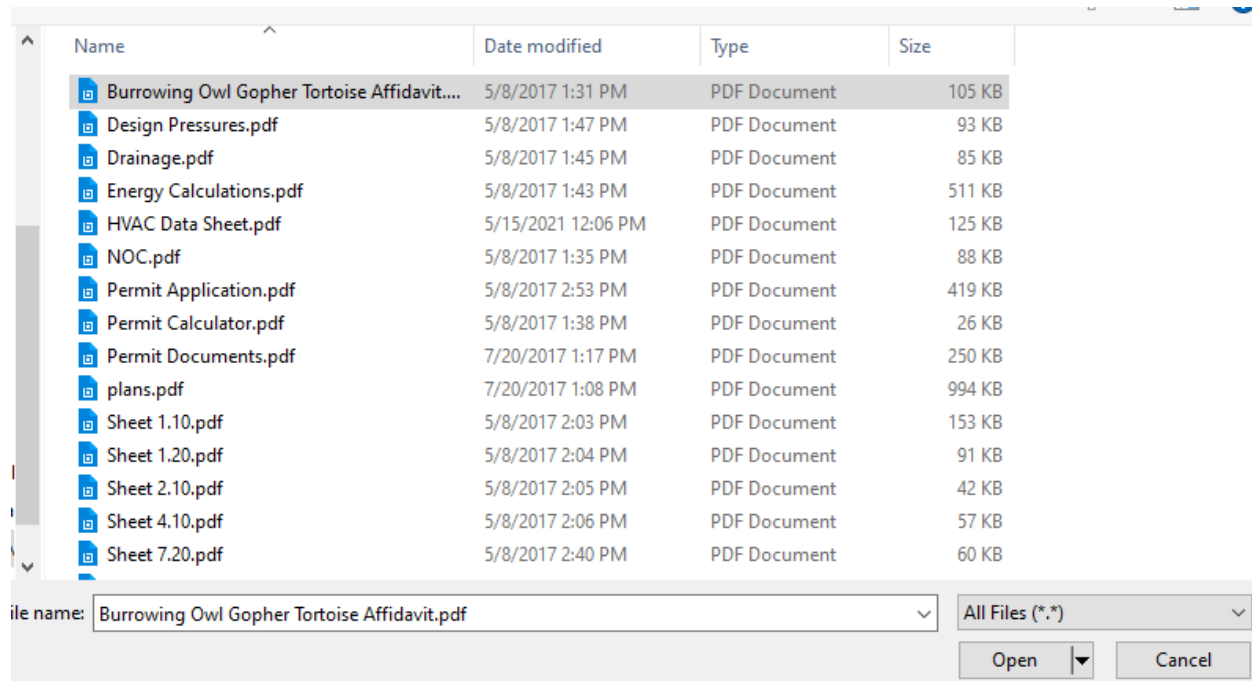 Name Date modified Type Size
Burrowing Owl Gopher Tortoise Affidavit.... 5/8/2017 1:31 PM PDF Document 105 KB
Design Pressures.pdf 5/8/2017 1:47 PM PDF Document 93 KB
Drainage.pdf 5/8/2017 1:45 PM PDF Document 85 KB
Energy Calculations.pdf 5/8/2017 1:43 PM PDF Document 511 KB
HVAC Data Sheet.pdf 5/15/2021 12:06 PM PDF Document 125 KB
NOC.pdf 5/8/2017 1:35 PM PDF Document 88 KB
Permit Application.pdf 5/8/2017 2:53 PM PDF Document 419 KB
Permit Calculator.pdf 5/8/2017 1:38 PM PDF Document 26 KB
Permit Documents.pdf 7/20/2017 1:17 PM PDF Document 250 KB
plans.pdf 7/20/2017 1:08 PM PDF Document 994 KB
Sheet 1.10.pdf 5/8/2017 2:03 PM PDF Document 153 KB
Sheet 1.20.pdf 5/8/2017 2:04 PM PDF Document 91 KB
Sheet 2.10.pdf 5/8/2017 2:05 PM PDF Document 42 KB
Sheet 4.10.pdf 5/8/2017 2:06 PM PDF Document 57 KB
Sheet 7.20.pdf 5/8/2017 2:40 PM PDF Document 60 KB
ile name: Burrowing Owl Gopher Tortoise Affidavit.pdf All Files (*.*)
Open Cancel